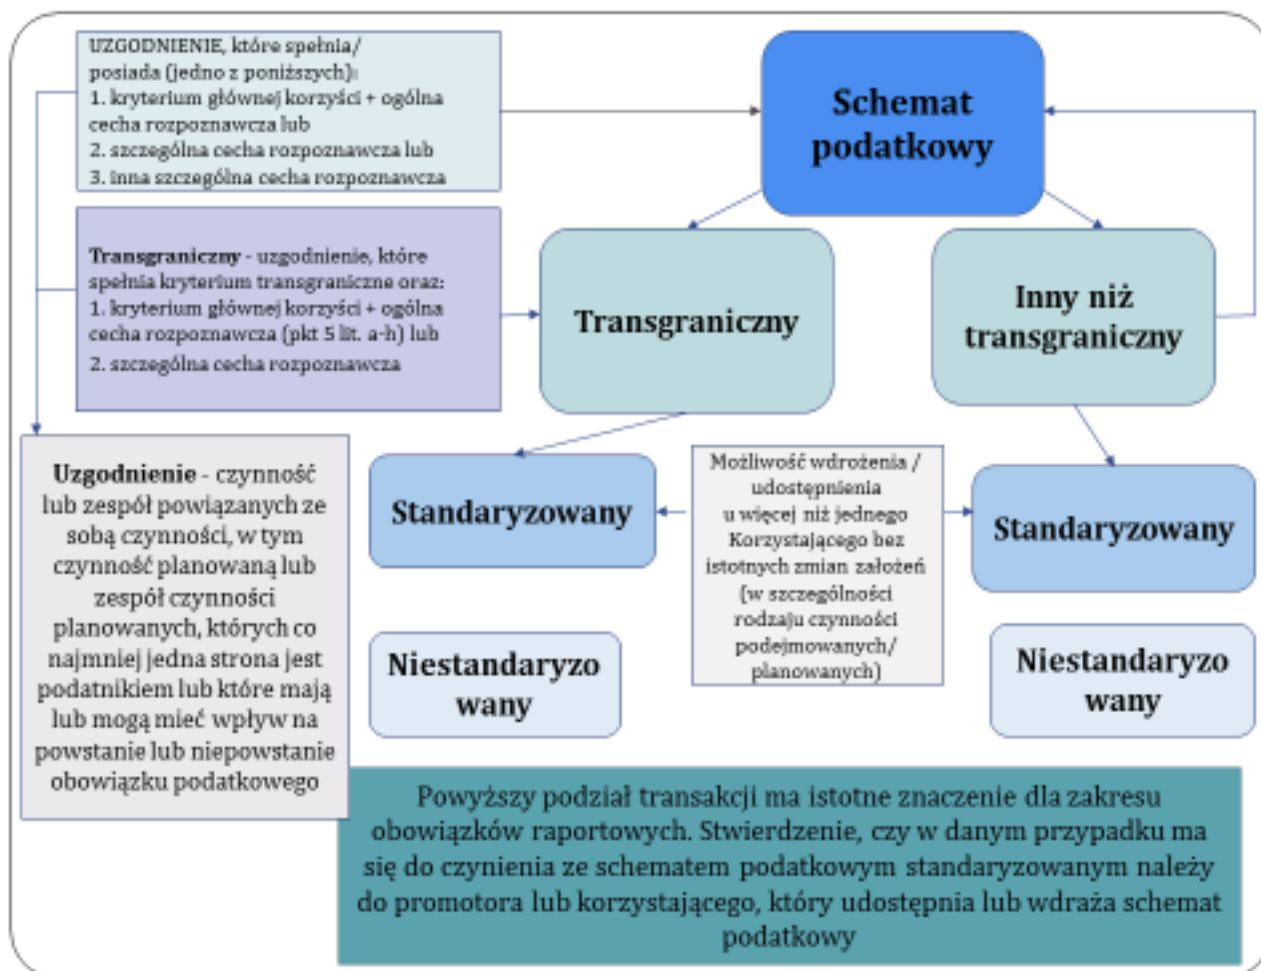 UZGODNIENIE, które spełnia/
posiada (jedno z poniższych):
1. kryterium głównej korzyści + ogólna
cecha rozpoznawcza lub
2. szczególna cecha rozpoznawcza lub
3. inna szczególna cecha rozpoznawcza
Schemat
podatkowy
Transgraniczny - uzgodnienie, które
spełnia kryterium transgraniczne oraz:
1. kryterium głównej korzyści + ogólna
cecha rozpoznawcza (pkt 5 lit. a-h) lub
2. szczególna cecha rozpoznawcza
Transgraniczny
Inny niż
transgraniczny
Uzgodnienie - czynność
lub zespół powiązanych ze
sobą czynności, w tym
czynność planowaną lub
zespół czynności
planowanych, których co
najmniej jedna strona jest
podatnikiem lub które mają
lub mogą mieć wpływ na
powstanie lub niepowstanie
obowiązku podatkowego
Standaryzowany
Możliwość wdrożenia /
udostępnienia
u więcej niż jednego
Korzystającego bez
istotnych zmian założeń
(w szczególności
rodzaju czynności
podejmowanych/
planowanych)
Standaryzowany
Niestandaryzo
wany
Niestandaryzo
wany
Powyższy podział transakcji ma istotne znaczenie dla zakresu
obowiązków raportowych. Stwierdzenie, czy w danym przypadku ma
się do czynienia ze schematem podatkowym standaryzowanym należy
do promotora lub korzystającego, który udostępnia lub wdraża schemat
podatkowy